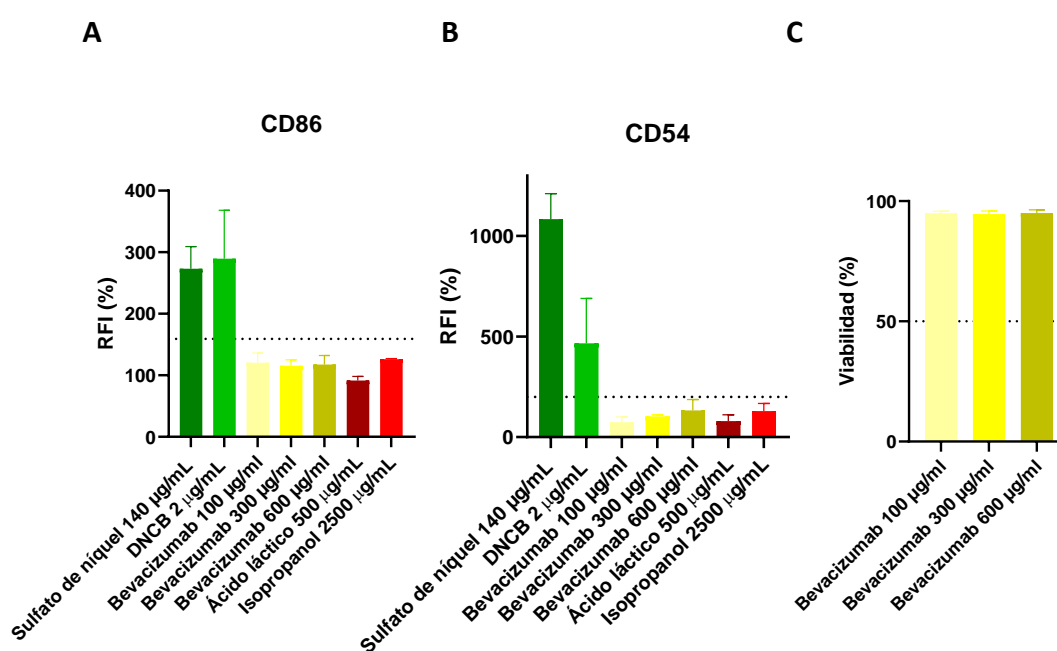 A
B
C
CD86
CD54
RFI (%)
400
300
200
100
0
Sulfato de níquel 140 μg/mL
DNCB 2 μg/mL
Bevacizumab 100 μg/ml
Bevacizumab 300 μg/ml
Bevacizumab 600 μg/ml
Ácido láctico 500 μg/mL
Isopropanol 2500 μg/mL
RFI (%)
1000
500
0
Sulfato de níquel 140 μg/mL
DNCB 2 μg/mL
Bevacizumab 100 μg/ml
Bevacizumab 300 μg/ml
Bevacizumab 600 μg/ml
Ácido láctico 500 μg/mL
Isopropanol 2500 μg/mL
Viabilidad (%)
100
50
0
Bevacizumab 100 μg/ml
Bevacizumab 300 μg/ml
Bevacizumab 600 μg/ml